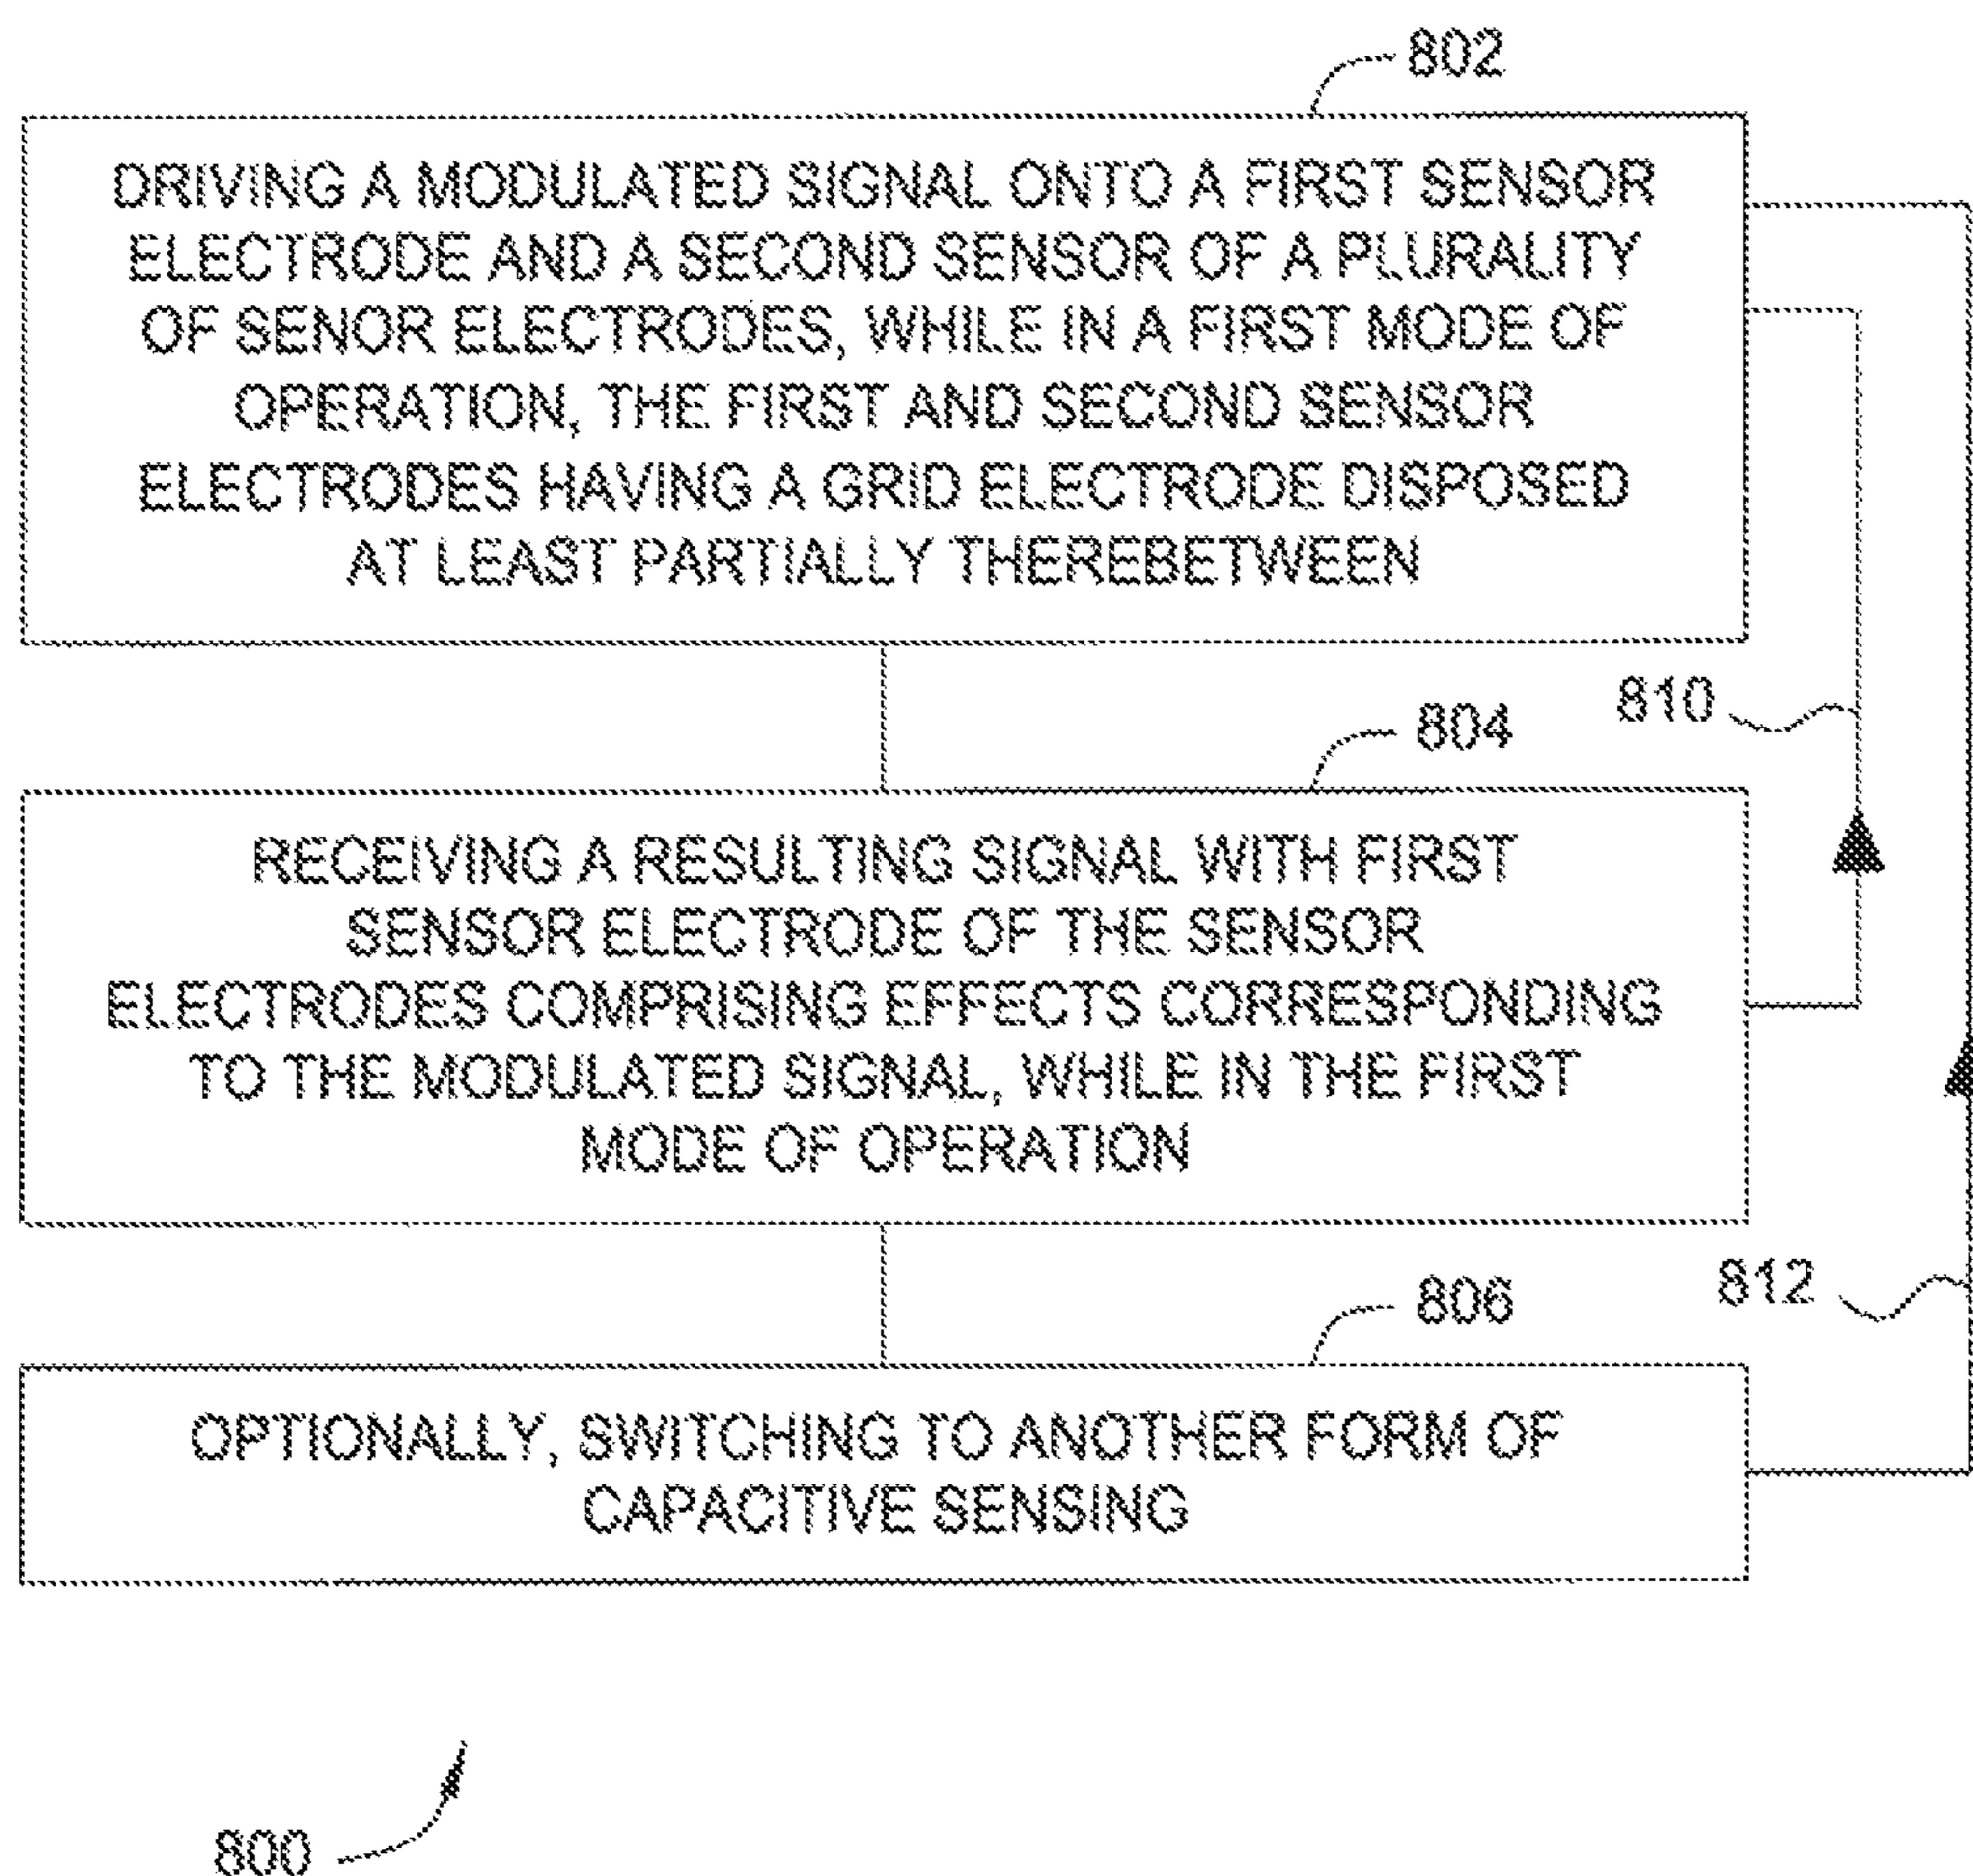 802
DRIVING A MODULATED SIGNAL ONTO A FIRST SENSOR
ELECTRODE AND A SECOND SENSOR OF A PLURALITY
OF SENOR ELECTRODES, WHILE IN A FIRST MODE OF
OPERATION, THE FIRST AND SECOND SENSOR
ELECTRODES HAVING A GRID ELECTRODE DISPOSED
AT LEAST PARTIALLY THEREBETWEEN
810
804
RECEIVING A RESULTING SIGNAL WITH FIRST
SENSOR ELECTRODE OF THE SENSOR
ELECTRODES COMPRISING EFFECTS CORRESPONDING
TO THE MODULATED SIGNAL, WHILE IN THE FIRST
MODE OF OPERATION
812
806
OPTIONALLY, SWITCHING TO ANOTHER FORM OF
CAPACITIVE SENSING
800